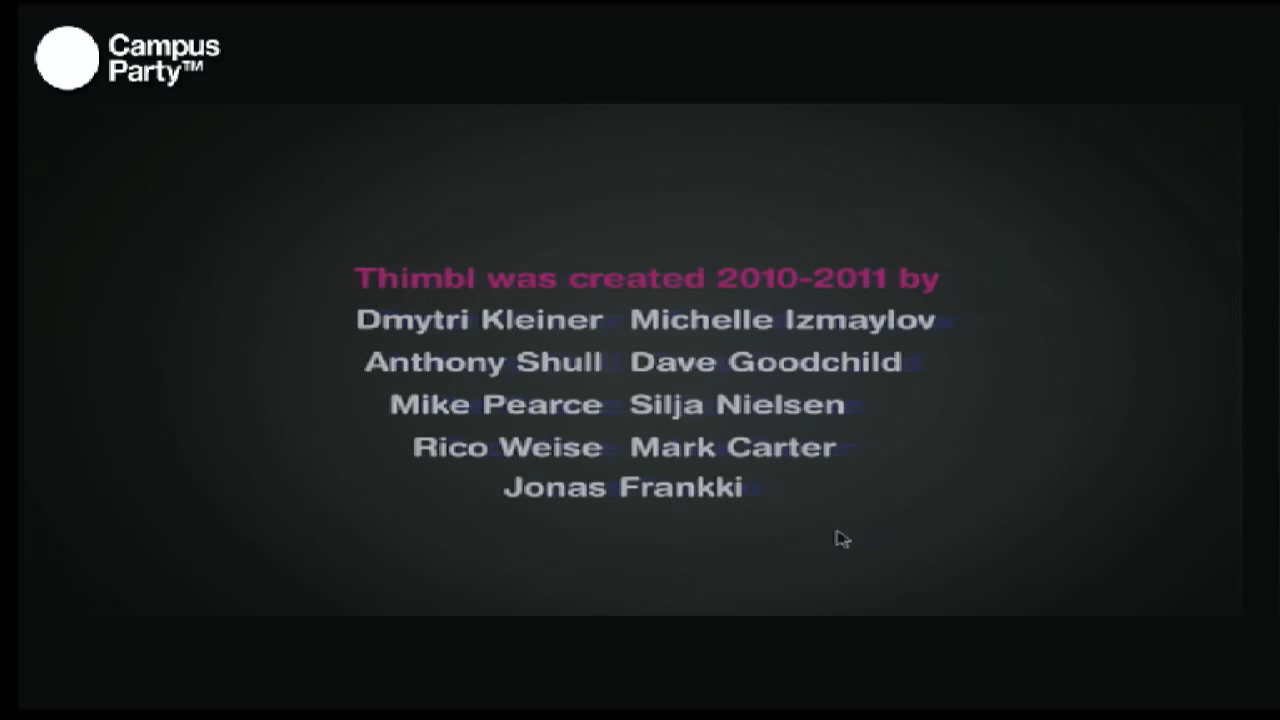 Campus
Party™
Thimbl was created 2010-2011 by
Dmytri Kleiner Michelle Izmaylov
Anthony Shull Dave Goodchild
Mike Pearce Silja Nielsen
Rico Weise Mark Carter
Jonas Frankki